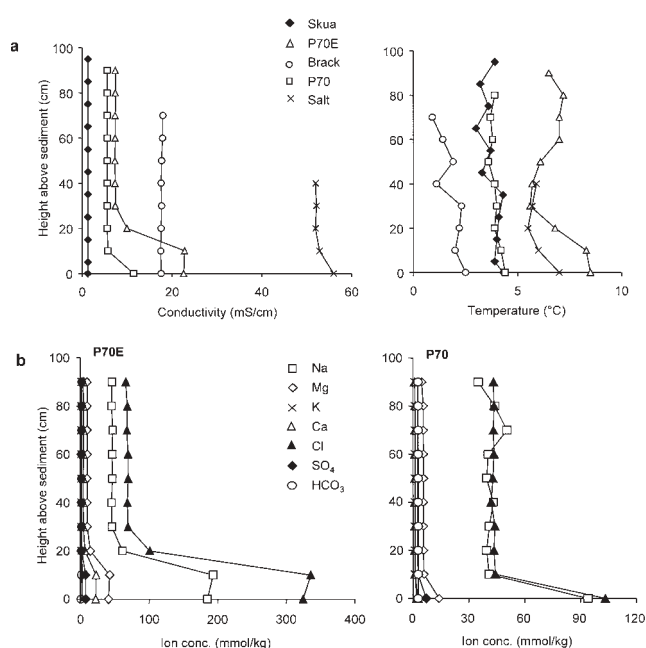 a
Skua
P70E
Brack
P70
Salt
100
80
60
40
20
0
Height above sediment (cm)
0 20 40 60
Conductivity (mS/cm)
100
80
60
40
20
0
0 5 10
Temperature (°C)
b
P70E
Na
Mg
K
Ca
Cl
SO₄
HCO₃
100
80
60
40
20
0
Height above sediment (cm)
0 100 200 300 400
Ion conc. (mmol/kg)
P70
100
80
60
40
20
0
0 30 60 90 120
Ion conc. (mmol/kg)